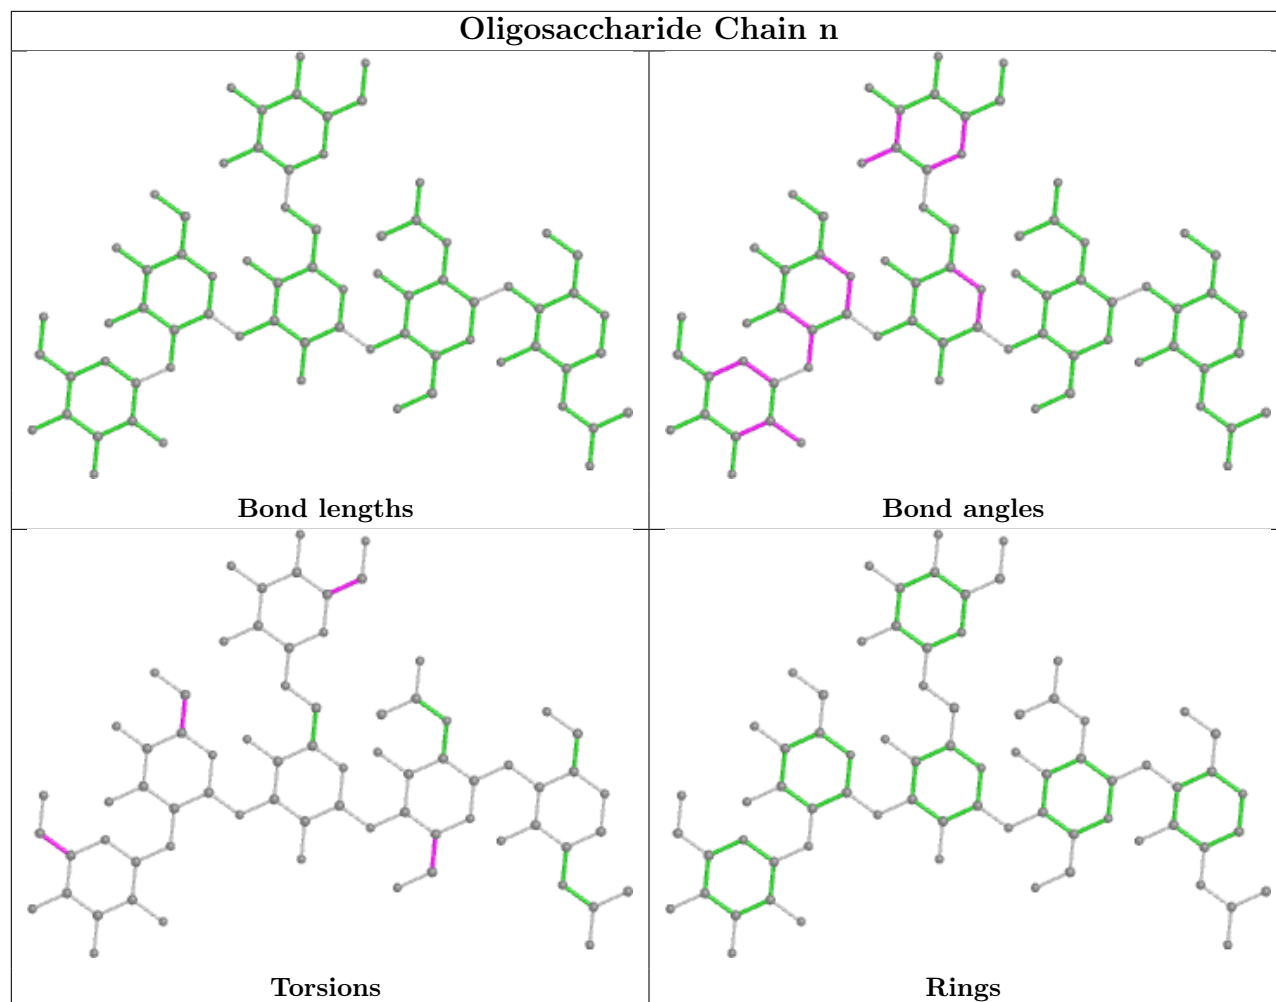 Oligosaccharide Chain n
Bond lengths
Bond angles
Torsions
Rings